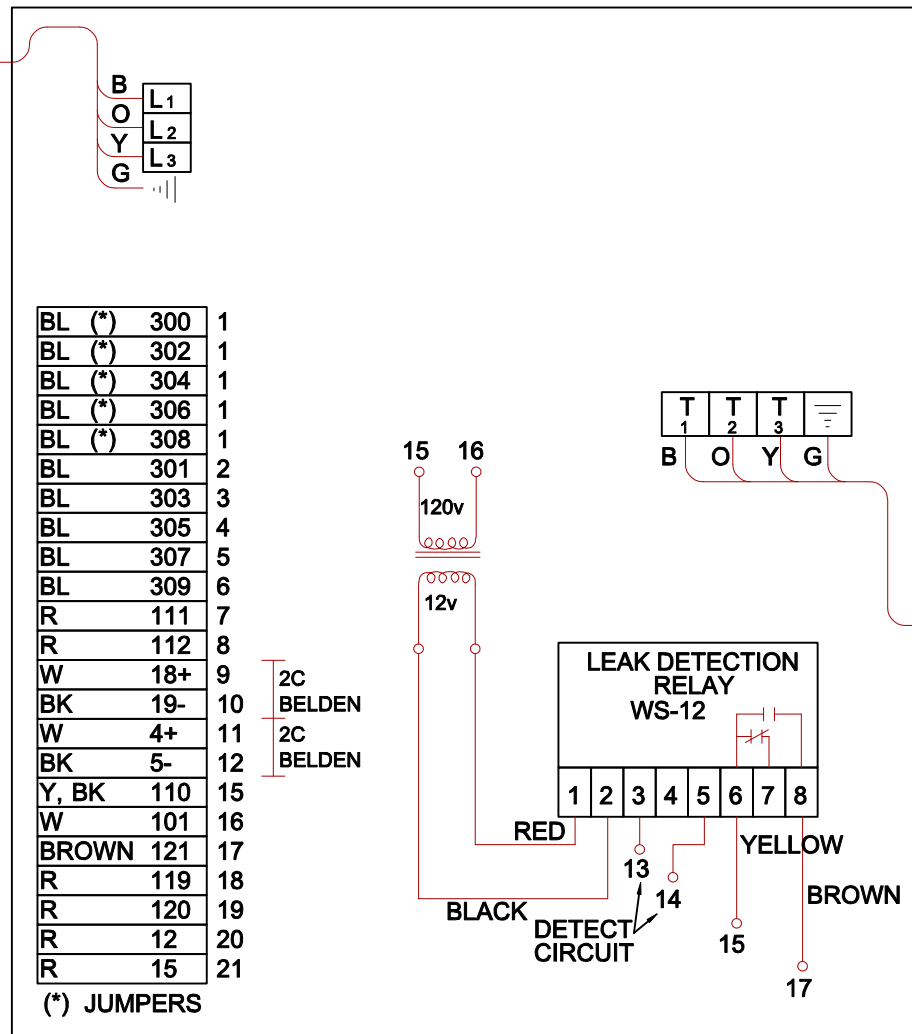 B
L1
O
L2
Y
L3
G
BL (*) 300 1
BL (*) 302 1
BL (*) 304 1
BL (*) 306 1
BL (*) 308 1
BL 301 2
BL 303 3
BL 305 4
BL 307 5
BL 309 6
R 111 7
R 112 8
W 18+ 9
BK 19- 10
W 4+ 11
BK 5- 12
Y, BK 110 15
W 101 16
BROWN 121 17
R 119 18
R 120 19
R 12 20
R 15 21
(*) JUMPERS
2C
BELDEN
2C
BELDEN
15 16
120v
12v
T1 T2 T3
B O Y G
LEAK DETECTION
RELAY
WS-12
1 2 3 4 5 6 7 8
RED
BLACK
13
14
DETECT
CIRCUIT
YELLOW
15
BROWN
17